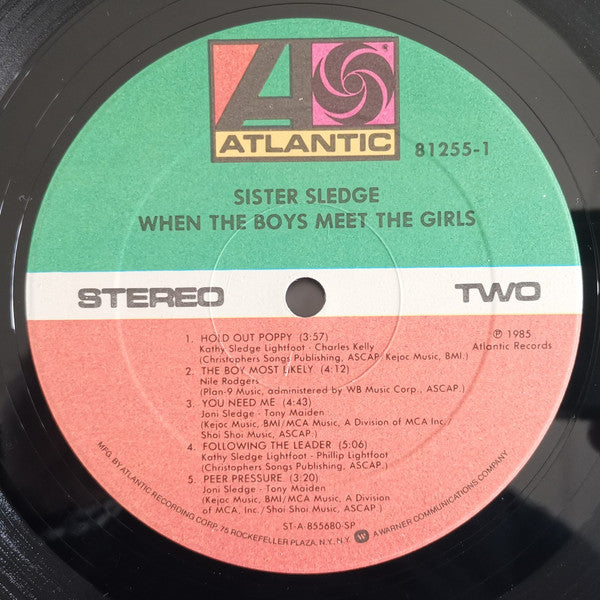 ATLANTIC
81255-1
SISTER SLEDGE
WHEN THE BOYS MEET THE GIRLS
STEREO
TWO
1. HOLD OUT POPPY (3:57)
Kathy Sledge Lightfoot - Charles Kelly
(Christophers Songs Publishing, ASCAP/Kejoc Music, BMI.)
2. THE BOY MOST LIKELY (4:12)
Nile Rodgers
(Plan-9 Music, administered by WB Music Corp., ASCAP.)
3. YOU NEED ME (4:43)
Joni Sledge - Tony Maiden
(Kejoc Music, BMI/MCA Music, A Division of MCA Inc./
Shoi Shoi Music, ASCAP.)
4. FOLLOWING THE LEADER (5:06)
Kathy Sledge Lightfoot - Phillip Lightfoot
(Christophers Songs Publishing, ASCAP.)
5. PEER PRESSURE (3:20)
Joni Sledge - Tony Maiden
(Kejoc Music, BMI/MCA Music, A Division
of MCA, Inc./Shoi Shoi Music, ASCAP.)
℗ 1985
Atlantic Records
ST-A-855680-SP
MFG. BY ATLANTIC RECORDING CORP., 75 ROCKEFELLER PLAZA, N.Y., N.Y. A WARNER COMMUNICATIONS COMPANY